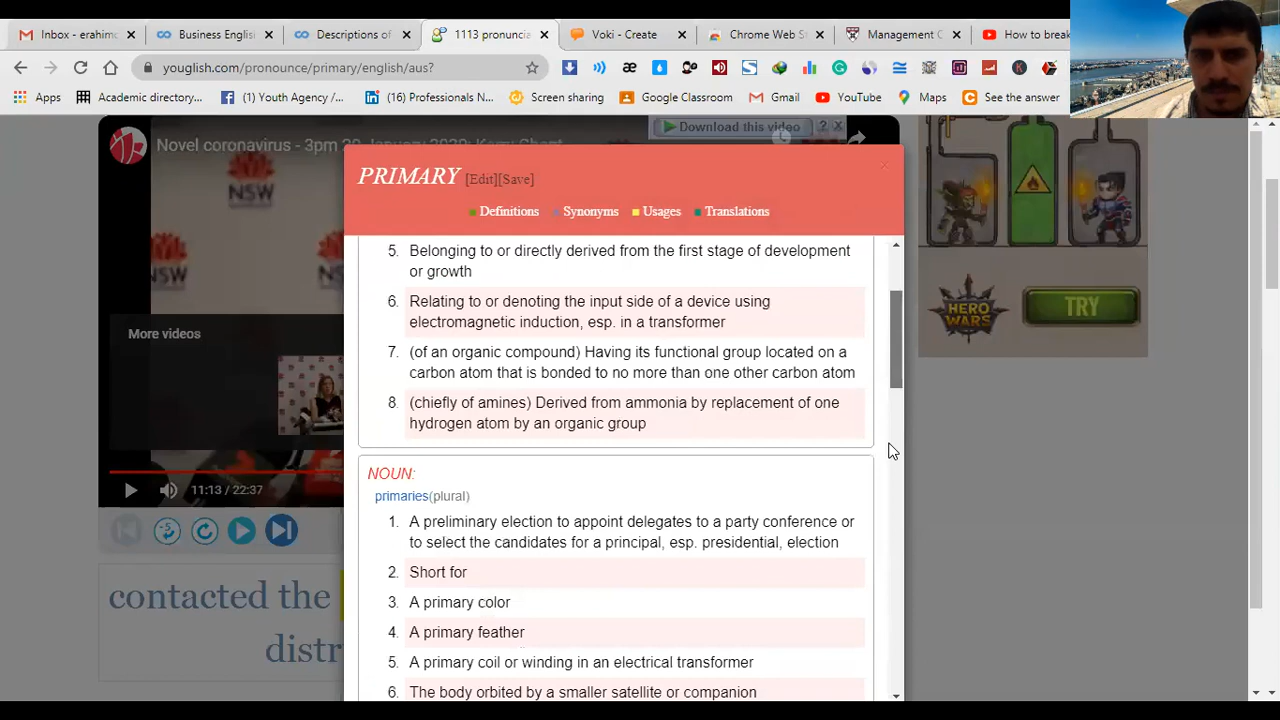 Inbox - erahimo
Business Englis
Descriptions of
1113 pronuncia
Voki - Create
Chrome Web S
Management C
How to break
youglish.com/pronounce/primary/english/aus?
Apps
Academic directory...
(1) Youth Agency /...
(16) Professionals N...
Screen sharing
Google Classroom
Gmail
YouTube
Maps
See the answer
Download this video ?
Novel coronavirus - 3pm
NSW
PRIMARY [Edit][Save]
Definitions
Synonyms
Usages
Translations
5. Belonging to or directly derived from the first stage of development
or growth
6. Relating to or denoting the input side of a device using
electromagnetic induction, esp. in a transformer
7. (of an organic compound) Having its functional group located on a
carbon atom that is bonded to no more than one other carbon atom
8. (chiefly of amines) Derived from ammonia by replacement of one
hydrogen atom by an organic group
NOUN:
primaries(plural)
1. A preliminary election to appoint delegates to a party conference or
to select the candidates for a principal, esp. presidential, election
2. Short for
3. A primary color
4. A primary feather
5. A primary coil or winding in an electrical transformer
6. The body orbited by a smaller satellite or companion
More videos
11:13 / 22:37
-5
contacted the
distr
HERO
WARS
TRY